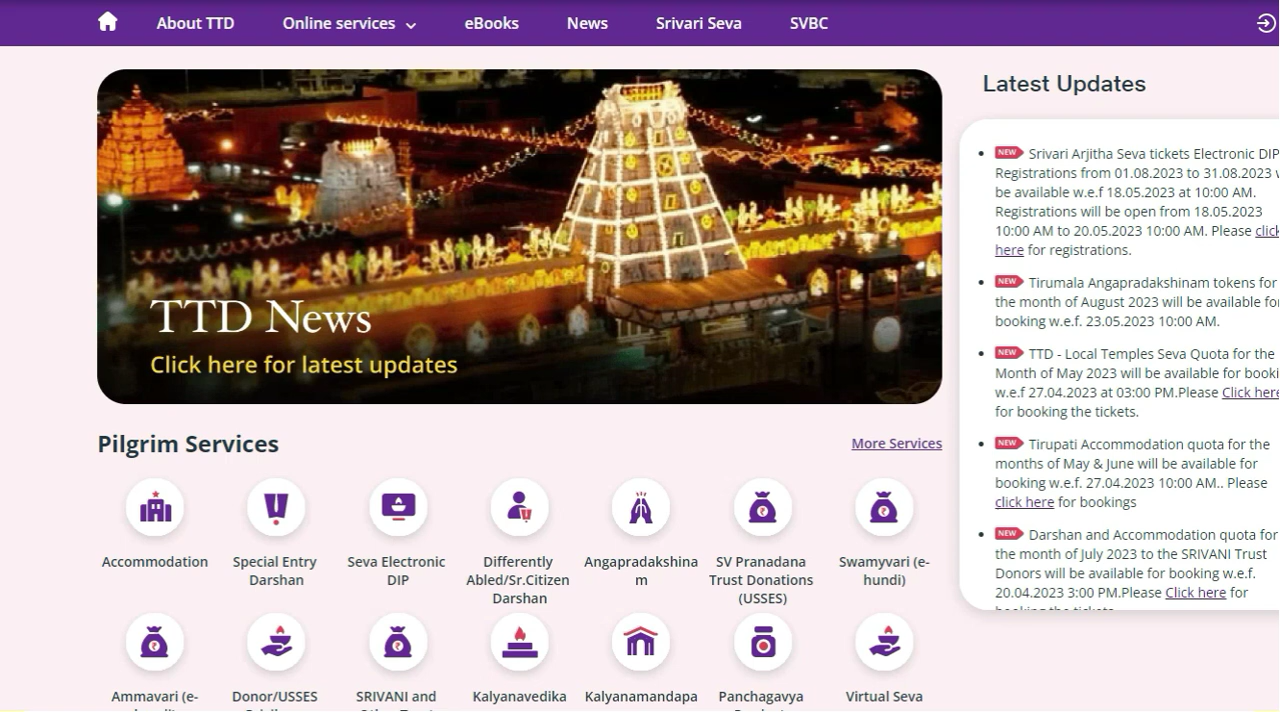 About TTD
Online services
eBooks
News
Srivari Seva
SVBC
TTD News
Click here for latest updates
Latest Updates
NEW Srivari Arjitha Seva tickets Electronic DIP
Registrations from 01.08.2023 to 31.08.2023
be available w.e.f 18.05.2023 at 10:00 AM.
Registrations will be open from 18.05.2023
10:00 AM to 20.05.2023 10:00 AM. Please click
here for registrations.
NEW Tirumala Angapradakshinam tokens for
the month of August 2023 will be available for
booking w.e.f. 23.05.2023 10:00 AM.
NEW TTD - Local Temples Seva Quota for the
Month of May 2023 will be available for booki
w.e.f 27.04.2023 at 03:00 PM.Please Click here
for booking the tickets.
NEW Tirupati Accommodation quota for the
months of May & June will be available for
booking w.e.f. 27.04.2023 10:00 AM.. Please
click here for bookings
NEW Darshan and Accommodation quota for
the month of July 2023 to the SRIVANI Trust
Donors will be available for booking w.e.f.
20.04.2023 3:00 PM.Please Click here for
booking the tickets
Pilgrim Services
More Services
Accommodation
Special Entry
Darshan
Seva Electronic
DIP
Differently
Abled/Sr.Citizen
Darshan
Angapradakshina
m
SV Pranadana
Trust Donations
(USSES)
Swamyvari (e-
hundi)
Ammavari (e-
Donor/USSES
SRIVANI and
Kalyanavedika
Kalyanamandapa
Panchagavya
Virtual Seva